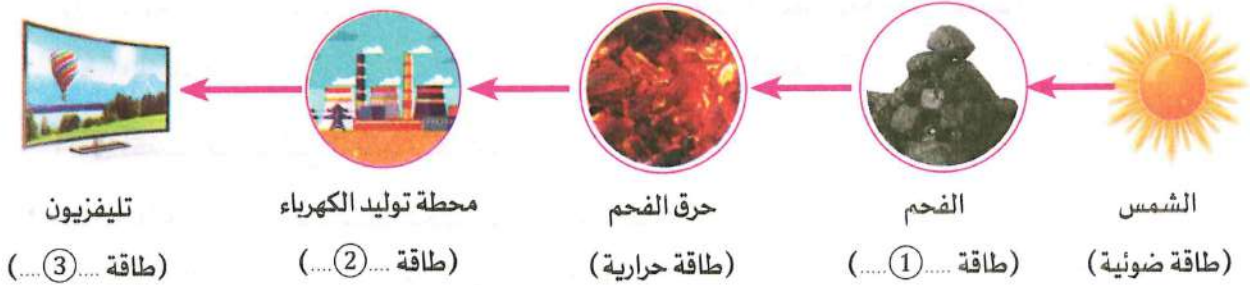 الشمس الفحم حرق الفحم محطة توليد الكهرباء تليفزيون
(طاقة ضوئية) (طاقة .....①.....) (طاقة حرارية) (طاقة ....②....) (طاقة ....③....)